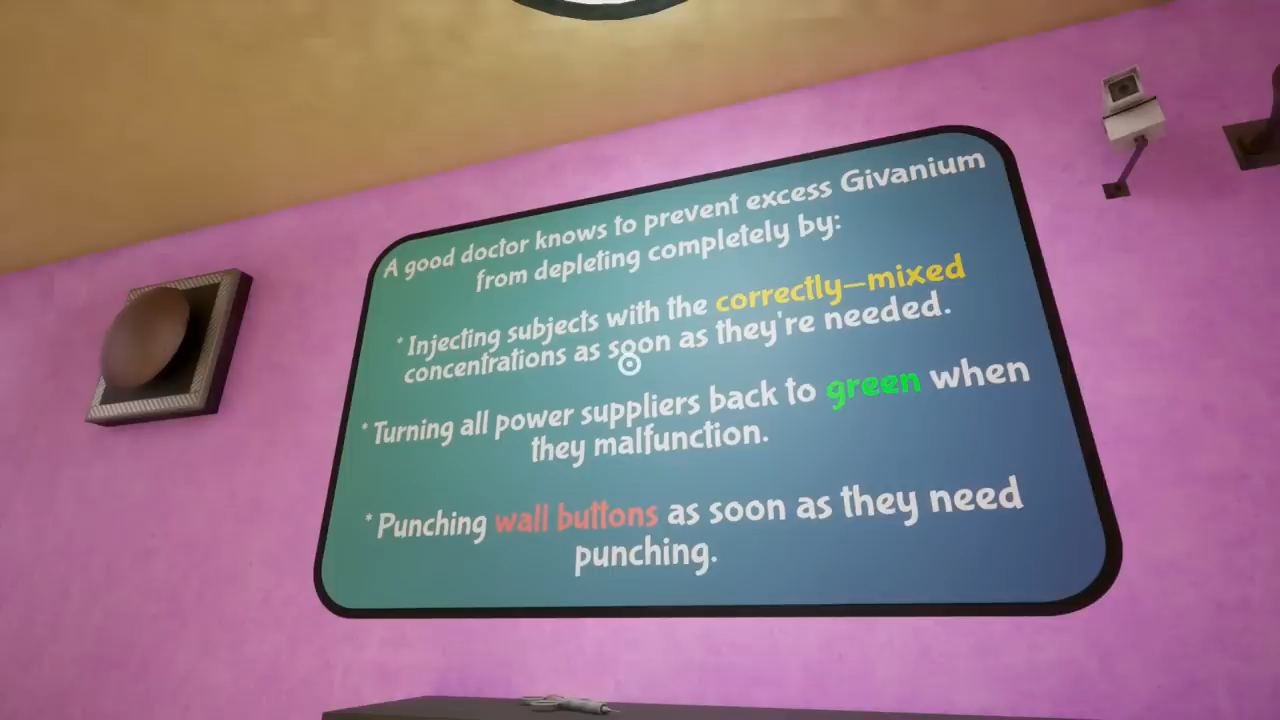 A good doctor knows to prevent excess Givanium
from depleting completely by:
* Injecting subjects with the correctly-mixed
concentrations as soon as they're needed.
* Turning all power suppliers back to green when
they malfunction.
* Punching wall buttons as soon as they need
punching.